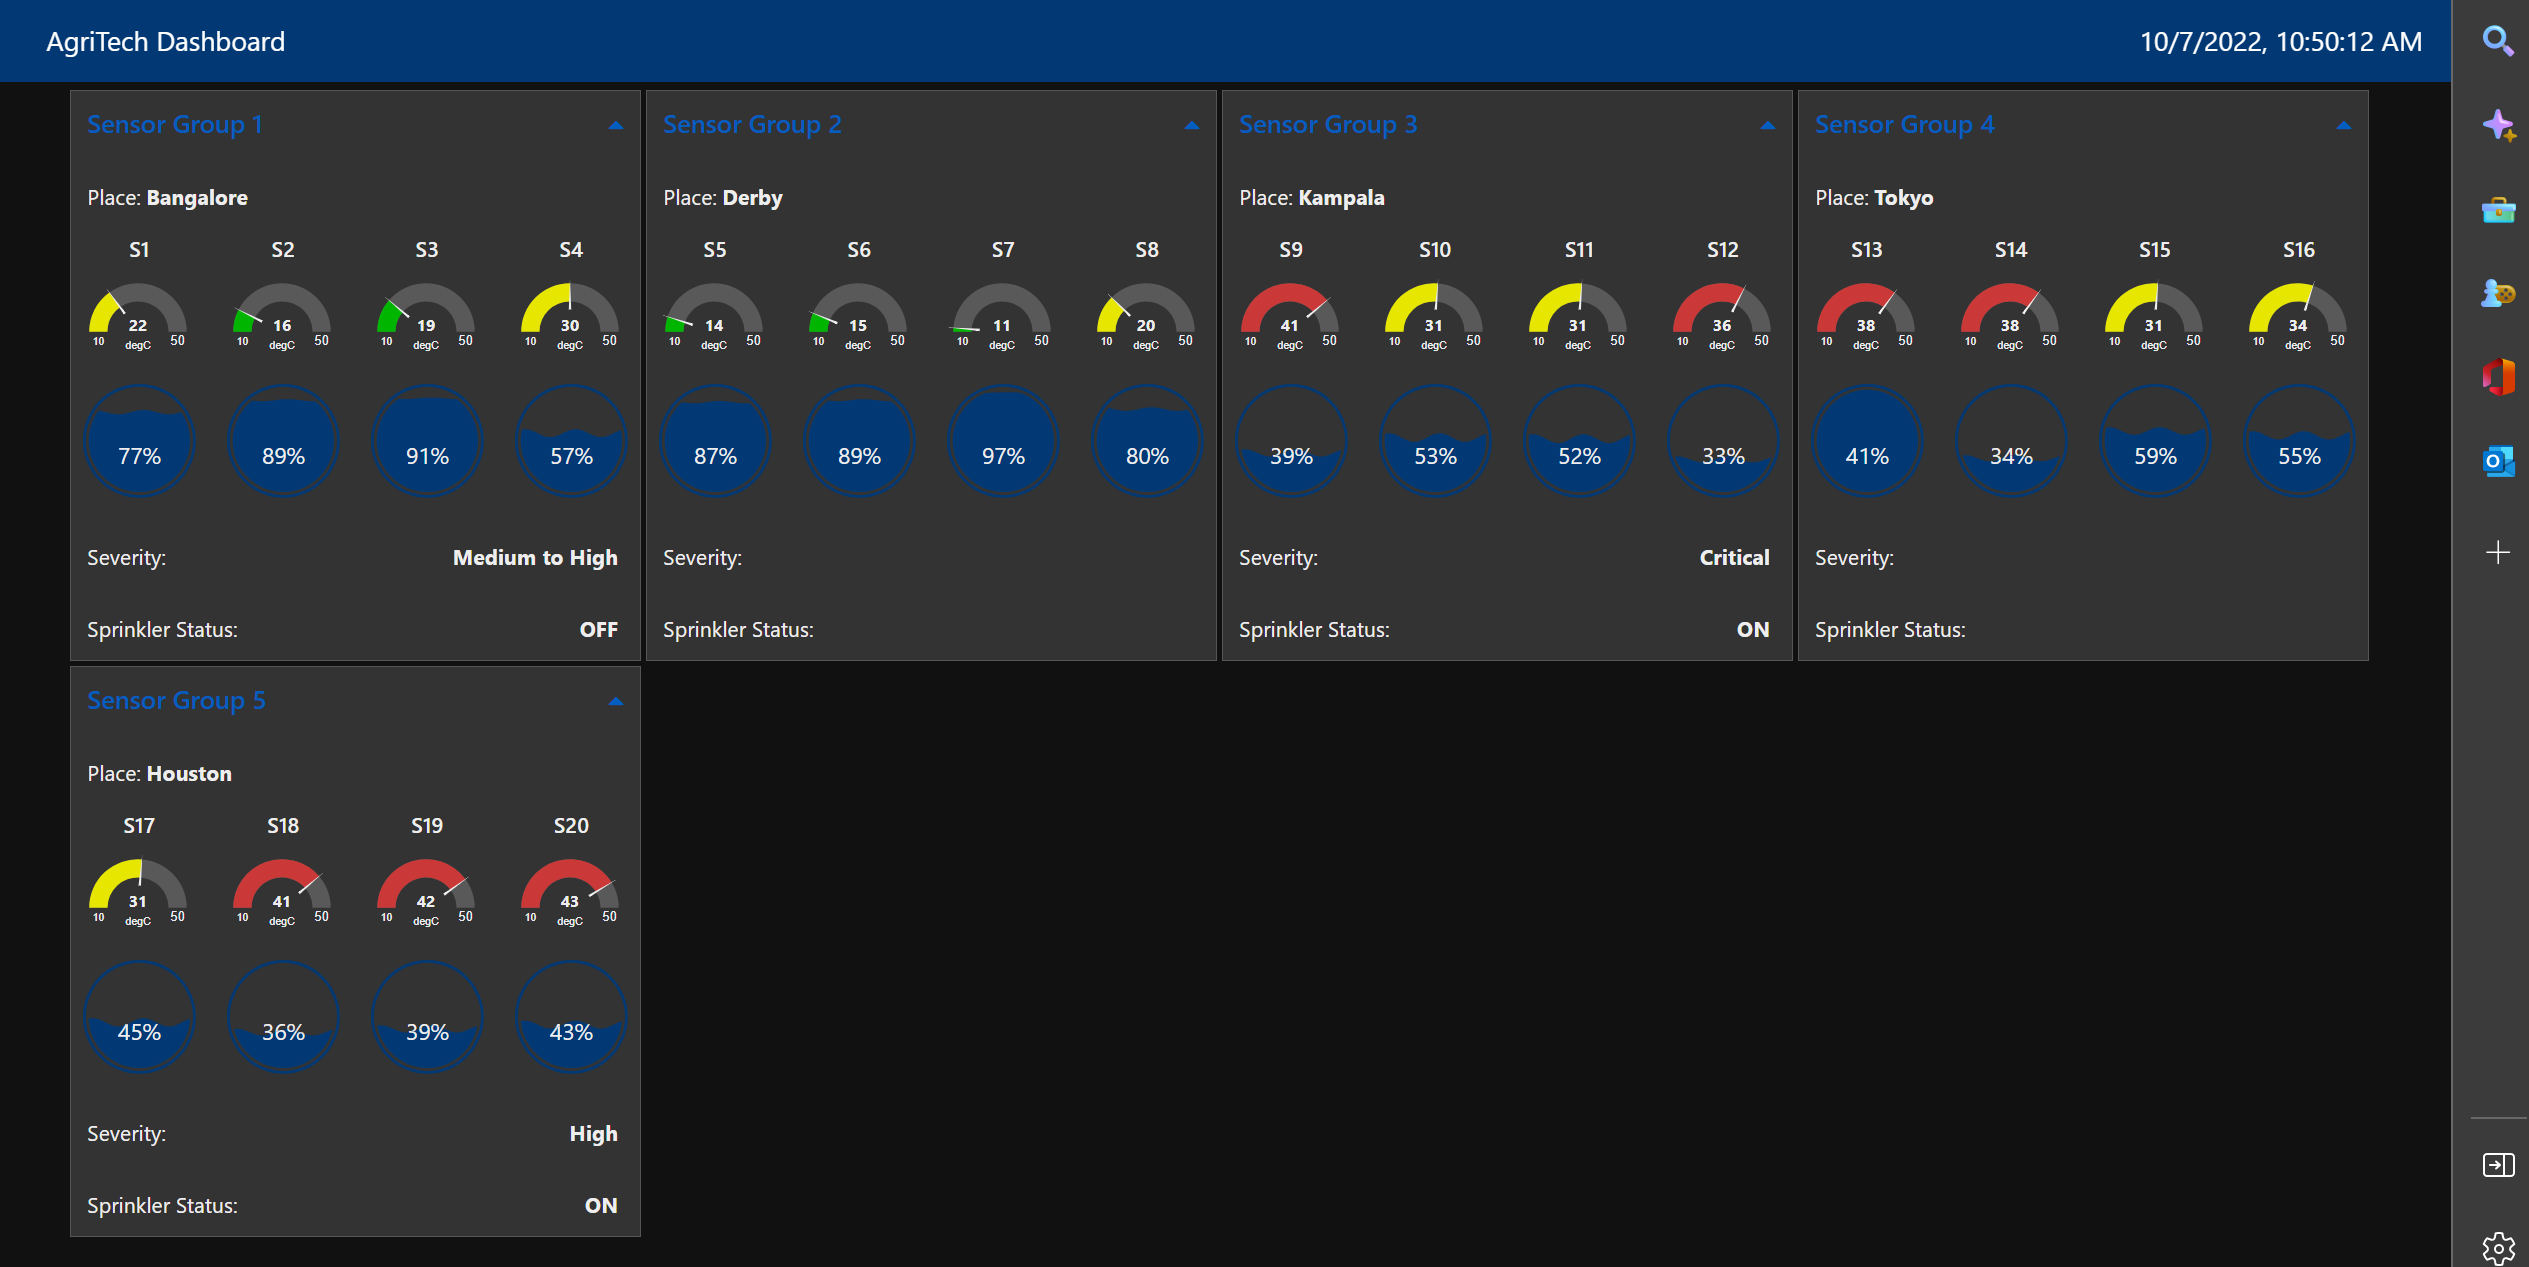 AgriTech Dashboard
10/7/2022, 10:50:12 AM
Sensor Group 1
Place: Bangalore
S1 S2 S3 S4
22 16 19 30
10 degC 50 10 degC 50 10 degC 50 10 degC 50
77% 89% 91% 57%
Severity: Medium to High
Sprinkler Status: OFF
Sensor Group 2
Place: Derby
S5 S6 S7 S8
14 15 11 20
10 degC 50 10 degC 50 10 degC 50 10 degC 50
87% 89% 97% 80%
Severity:
Sprinkler Status:
Sensor Group 3
Place: Kampala
S9 S10 S11 S12
41 31 31 36
10 degC 50 10 degC 50 10 degC 50 10 degC 50
39% 53% 52% 33%
Severity: Critical
Sprinkler Status: ON
Sensor Group 4
Place: Tokyo
S13 S14 S15 S16
38 38 31 34
10 degC 50 10 degC 50 10 degC 50 10 degC 50
41% 34% 59% 55%
Severity:
Sprinkler Status:
Sensor Group 5
Place: Houston
S17 S18 S19 S20
31 41 42 43
10 degC 50 10 degC 50 10 degC 50 10 degC 50
45% 36% 39% 43%
Severity: High
Sprinkler Status: ON